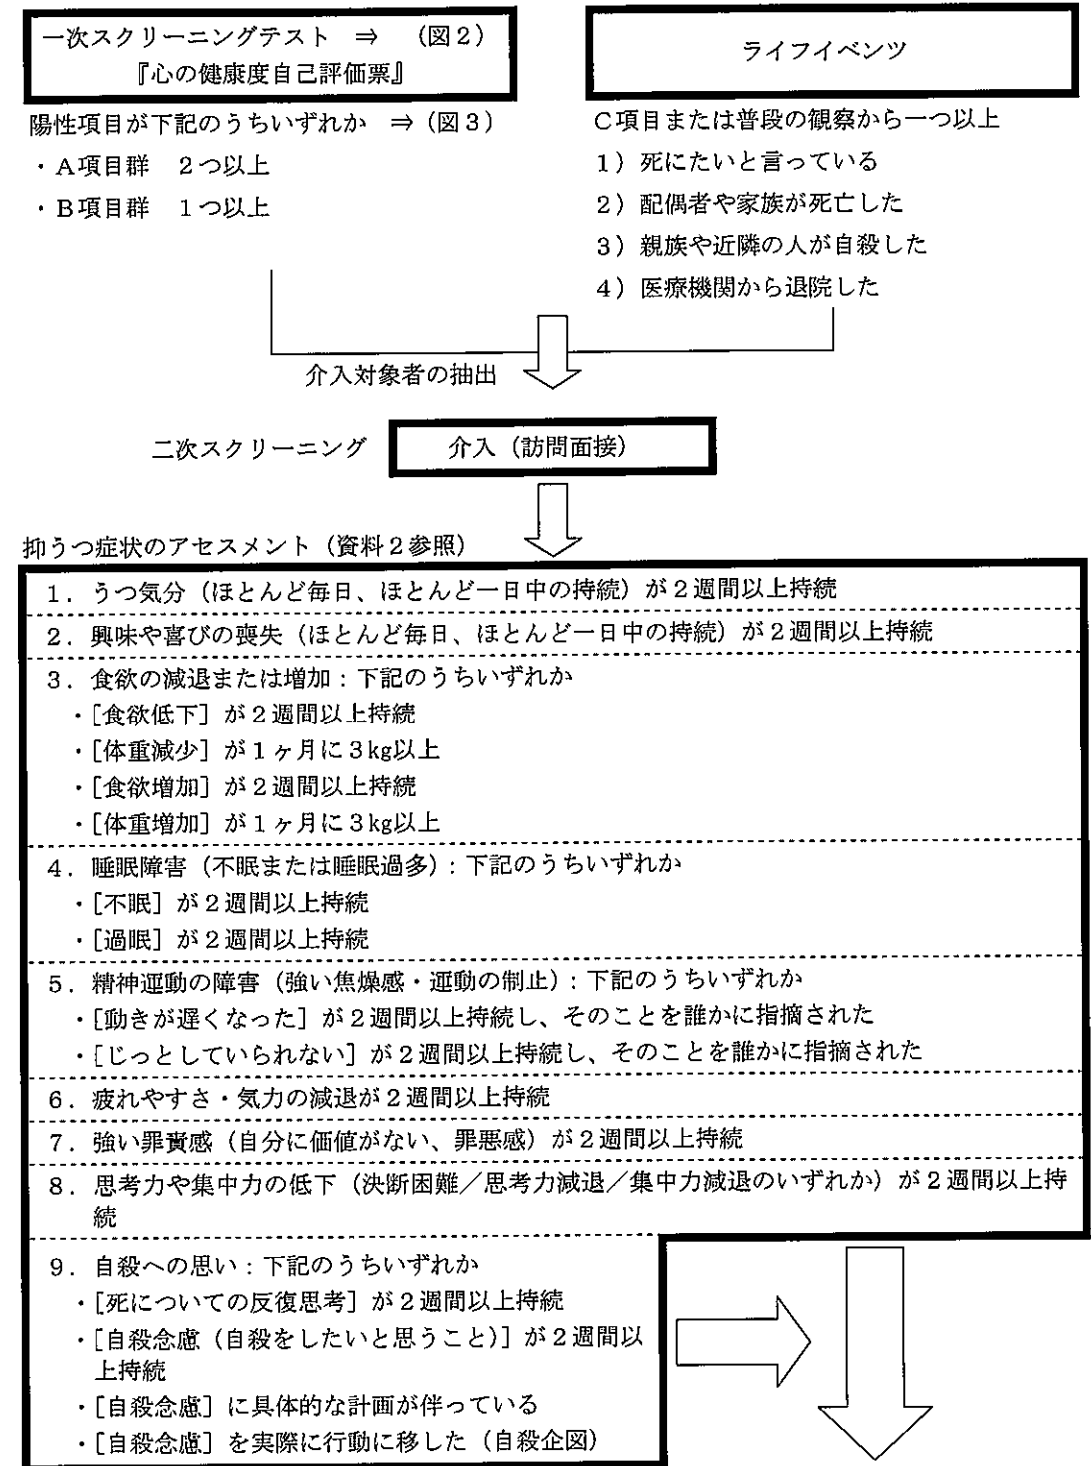 一次スクリーニングテスト ⇒ (図2)
『心の健康度自己評価票』
陽性項目が下記のうちいずれか ⇒(図3)
・A項目群 2つ以上
・B項目群 1つ以上
ライフイベンツ
C項目または普段の観察から一つ以上
1)死にたいと言っている
2)配偶者や家族が死亡した
3)親族や近隣の人が自殺した
4)医療機関から退院した
介入対象者の抽出
二次スクリーニング
介入(訪問面接)
抑うつ症状のアセスメント(資料2参照)
1.うつ気分(ほとんど毎日、ほとんど一日中の持続)が2週間以上持続
2.興味や喜びの喪失(ほとんど毎日、ほとんど一日中の持続)が2週間以上持続
3.食欲の減退または増加:下記のうちいずれか
・[食欲低下]が2週間以上持続
・[体重減少]が1ヶ月に3kg以上
・[食欲増加]が2週間以上持続
・[体重増加]が1ヶ月に3kg以上
4.睡眠障害(不眠または睡眠過多):下記のうちいずれか
・[不眠]が2週間以上持続
・[過眠]が2週間以上持続
5.精神運動の障害(強い焦燥感・運動の制止):下記のうちいずれか
・[動きが遅くなった]が2週間以上持続し、そのことを誰かに指摘された
・[じっとしていられない]が2週間以上持続し、そのことを誰かに指摘された
6.疲れやすさ・気力の減退が2週間以上持続
7.強い罪責感(自分に価値がない、罪悪感)が2週間以上持続
8.思考力や集中力の低下(決断困難/思考力減退/集中力減退のいずれか)が2週間以上持
続
9.自殺への思い:下記のうちいずれか
・[死についての反復思考]が2週間以上持続
・[自殺念慮(自殺をしたいと思うこと)]が2週間以
上持続
・[自殺念慮]に具体的な計画が伴っている
・[自殺念慮]を実際に行動に移した(自殺企図)